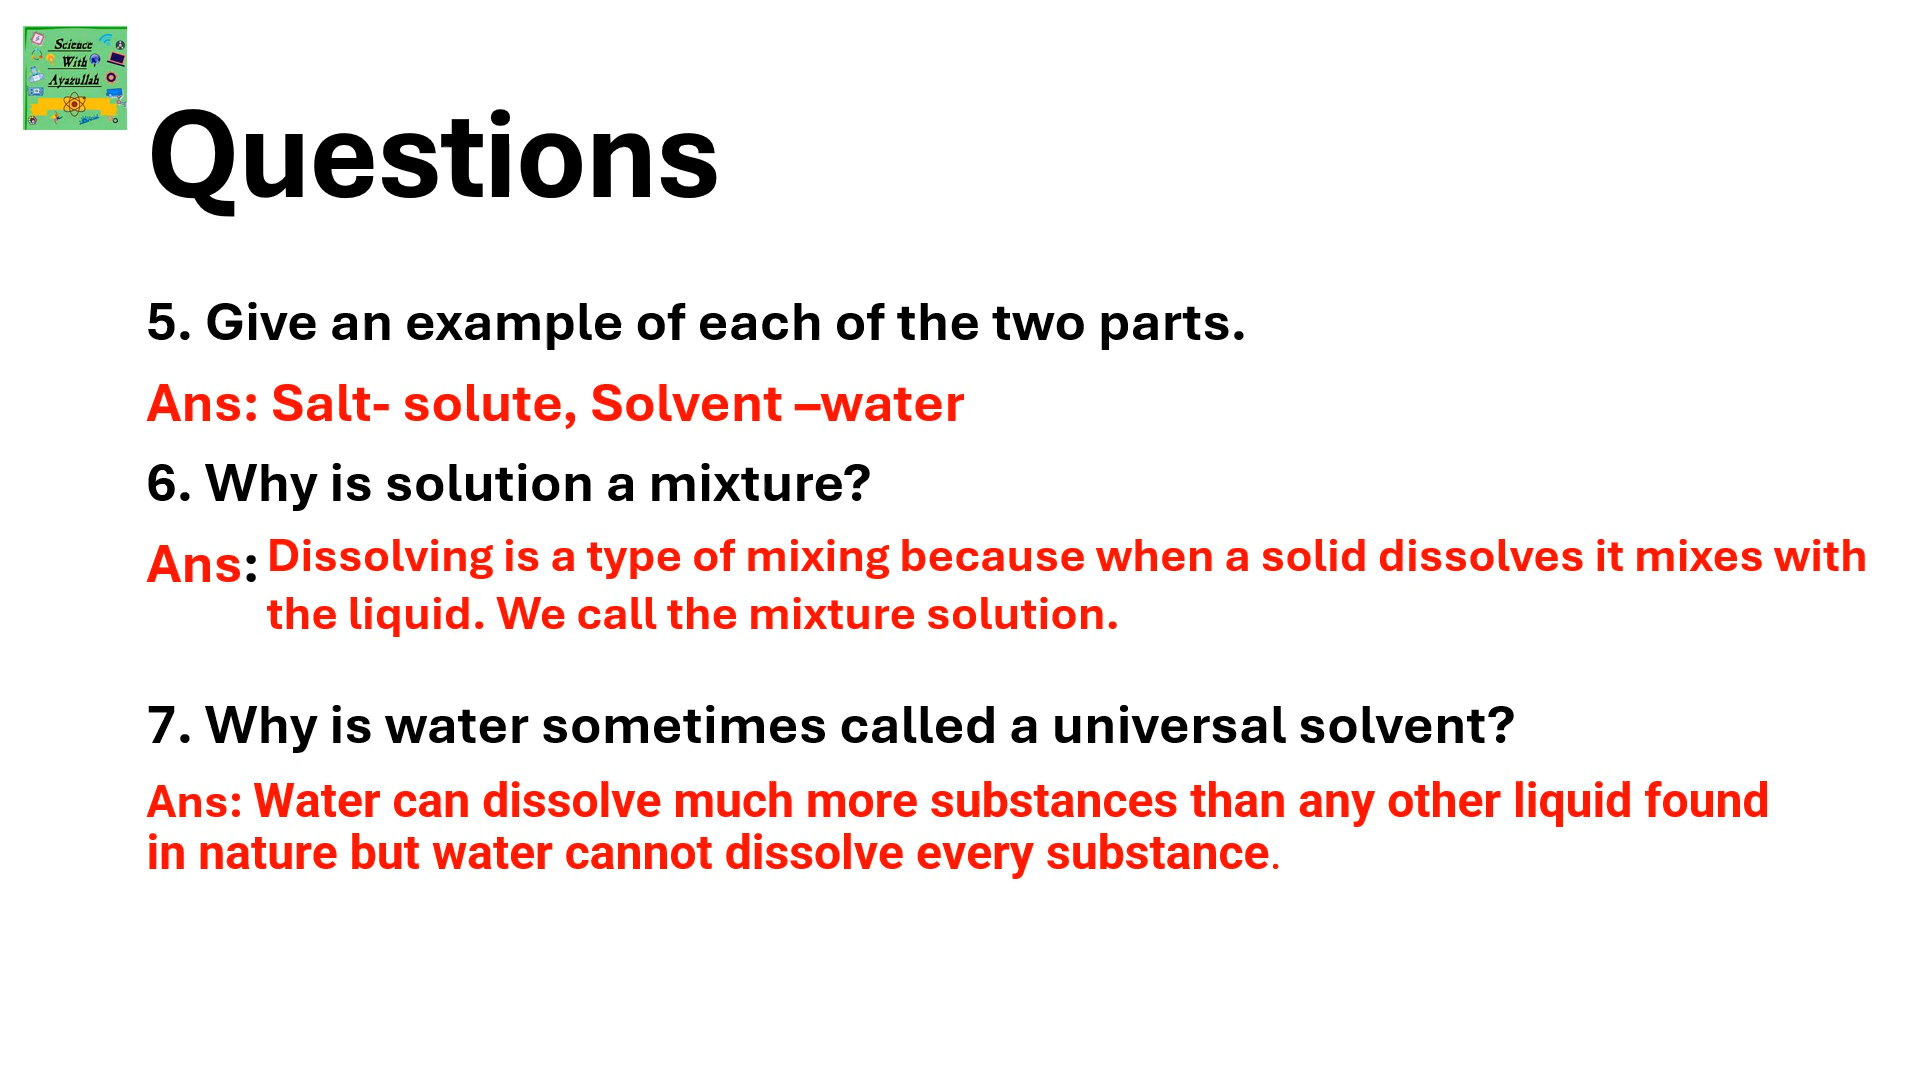 Science
With
Ayazullah
Questions
5. Give an example of each of the two parts.
Ans: Salt- solute, Solvent –water
6. Why is solution a mixture?
Ans: Dissolving is a type of mixing because when a solid dissolves it mixes with
the liquid. We call the mixture solution.
7. Why is water sometimes called a universal solvent?
Ans: Water can dissolve much more substances than any other liquid found
in nature but water cannot dissolve every substance.